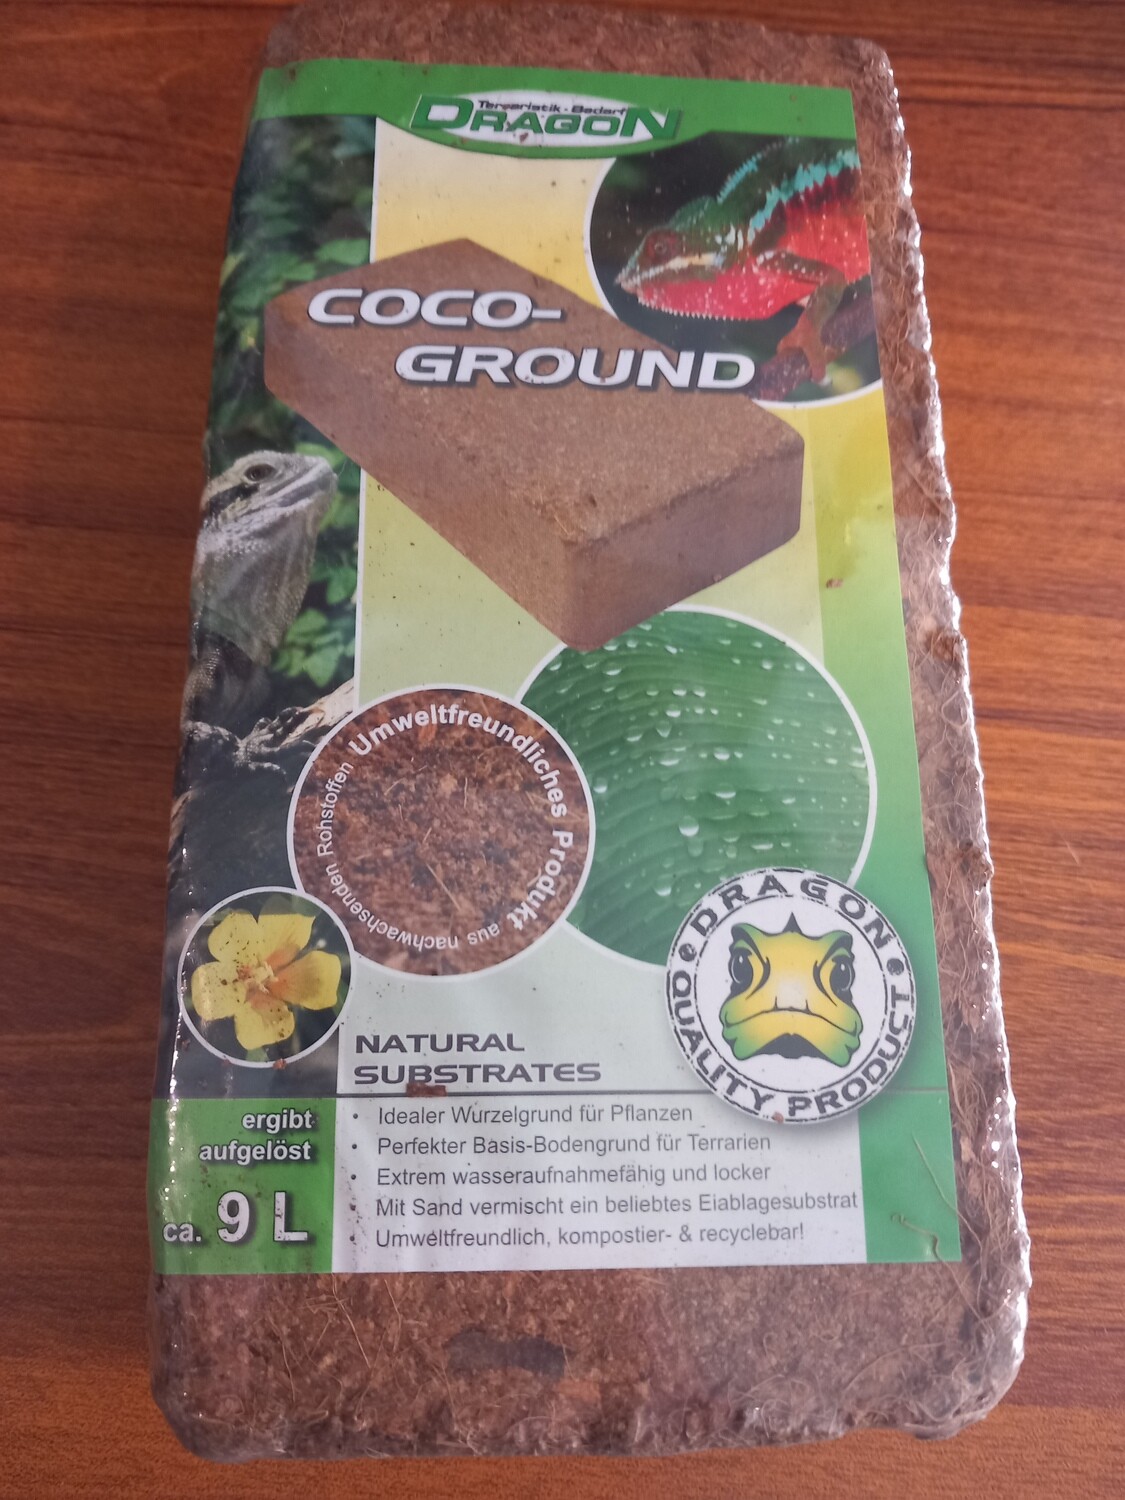 Terraristik-Bedarf
DRAGON
COCO-
GROUND
Umweltfreundliches Produkt
aus nachwachsenden Rohstoffen
DRAGON
QUALITY PRODUCT
NATURAL
SUBSTRATES
ergibt
aufgelöst
ca. 9 L
• Idealer Wurzelgrund für Pflanzen
• Perfekter Basis-Bodengrund für Terrarien
• Extrem wasseraufnahmefähig und locker
• Mit Sand vermischt ein beliebtes Eiablagesubstrat
• Umweltfreundlich, kompostier- & recyclebar!